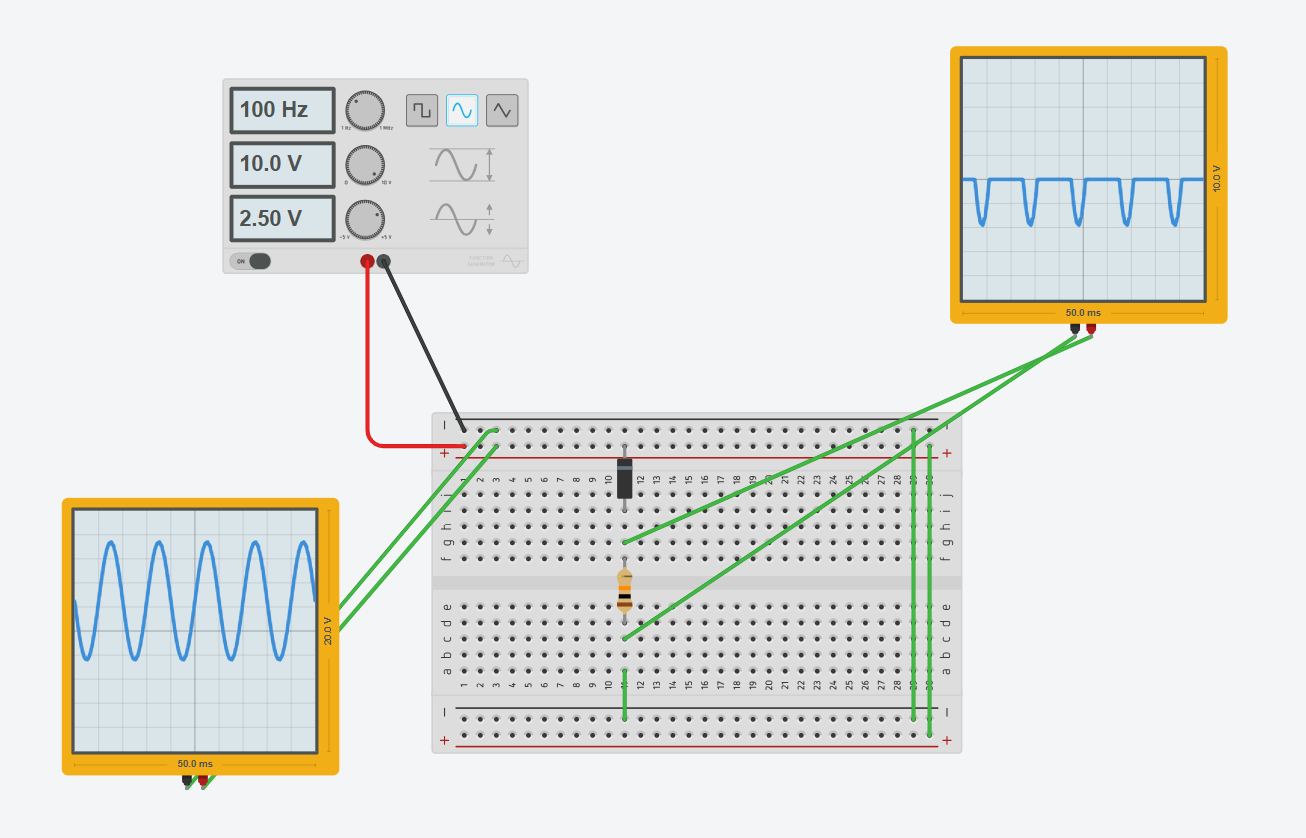 100 Hz
1 Hz 1 MHz
10.0 V
0 10 V
2.50 V
-5 V +5 V
ON
FUNCTION
GENERATOR
10.0 V
50.0 ms
− −
+ +
1 2 3 4 5 6 7 8 9 10 12 13 14 15 16 17 18 19 20 21 22 23 24 25 26 27 28
j j
i i
h h
g g
f f
e e
d d
c c
b b
a a
1 2 3 4 5 6 7 8 9 10 11 12 13 14 15 16 17 18 19 20 21 22 23 24 25 26 27 28 29 30
− −
+ +
20.0 V
50.0 ms